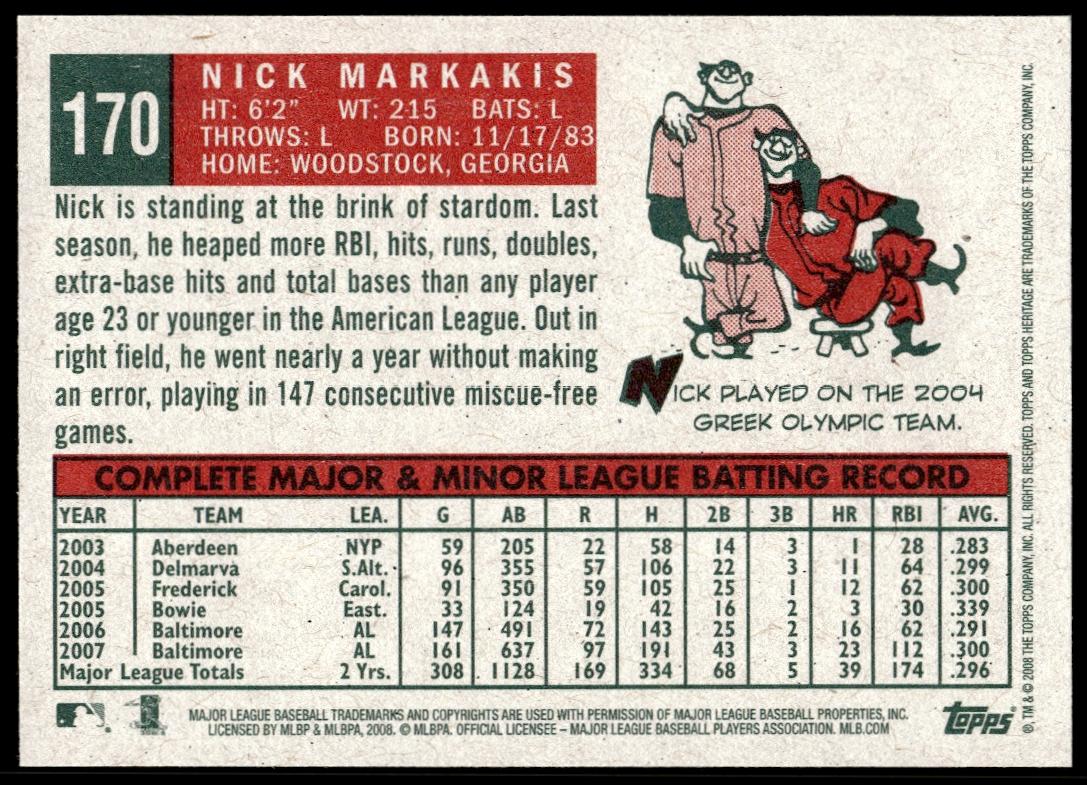 170
NICK MARKAKIS
HT: 6'2" WT: 215 BATS: L
THROWS: L BORN: 11/17/83
HOME: WOODSTOCK, GEORGIA
Nick is standing at the brink of stardom. Last
season, he heaped more RBI, hits, runs, doubles,
extra-base hits and total bases than any player
age 23 or younger in the American League. Out in
right field, he went nearly a year without making
an error, playing in 147 consecutive miscue-free
games.
NICK PLAYED ON THE 2004
GREEK OLYMPIC TEAM.
COMPLETE MAJOR & MINOR LEAGUE BATTING RECORD
YEAR TEAM LEA. G AB R H 2B 3B HR RBI AVG.
2003 Aberdeen NYP 59 205 22 58 14 3 1 28 .283
2004 Delmarva S.Alt. 96 355 57 106 22 3 11 64 .299
2005 Frederick Carol. 91 350 59 105 25 1 12 62 .300
2005 Bowie East. 33 124 19 42 16 2 3 30 .339
2006 Baltimore AL 147 491 72 143 25 2 16 62 .291
2007 Baltimore AL 161 637 97 191 43 3 23 112 .300
Major League Totals 2 Yrs. 308 1128 169 334 68 5 39 174 .296
MAJOR LEAGUE BASEBALL TRADEMARKS AND COPYRIGHTS ARE USED WITH PERMISSION OF MAJOR LEAGUE BASEBALL PROPERTIES, INC.
LICENSED BY MLBP & MLBPA, 2008. © MLBPA. OFFICIAL LICENSEE – MAJOR LEAGUE BASEBALL PLAYERS ASSOCIATION. MLB.COM
topps
®, TM & © 2008 THE TOPPS COMPANY, INC. ALL RIGHTS RESERVED. TOPPS AND TOPPS HERITAGE ARE TRADEMARKS OF THE TOPPS COMPANY, INC.